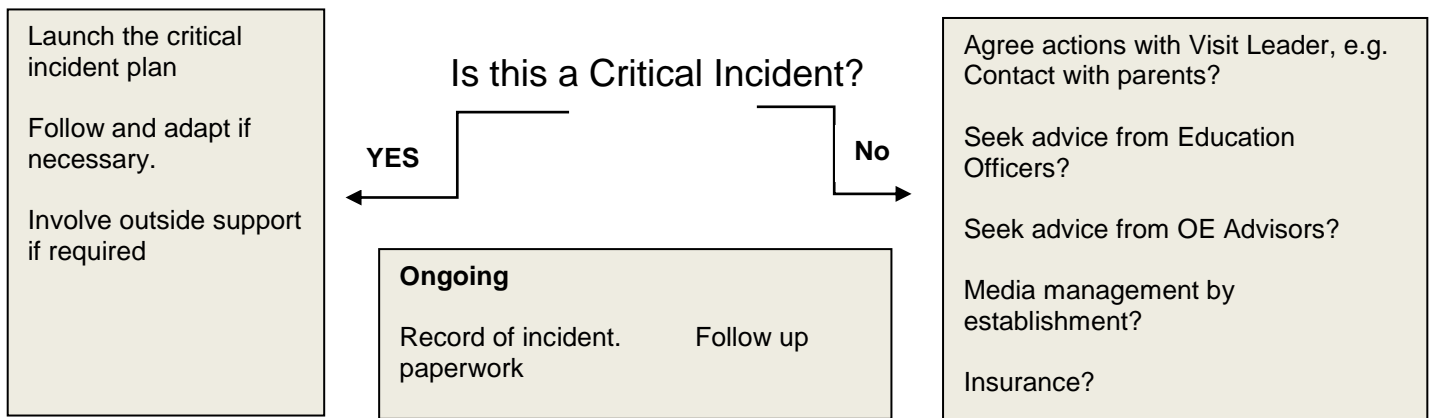 Launch the critical
incident plan
Follow and adapt if
necessary.
Involve outside support
if required
Is this a Critical Incident?
YES
No
Ongoing
Record of incident. Follow up
paperwork
Agree actions with Visit Leader, e.g.
Contact with parents?
Seek advice from Education
Officers?
Seek advice from OE Advisors?
Media management by
establishment?
Insurance?